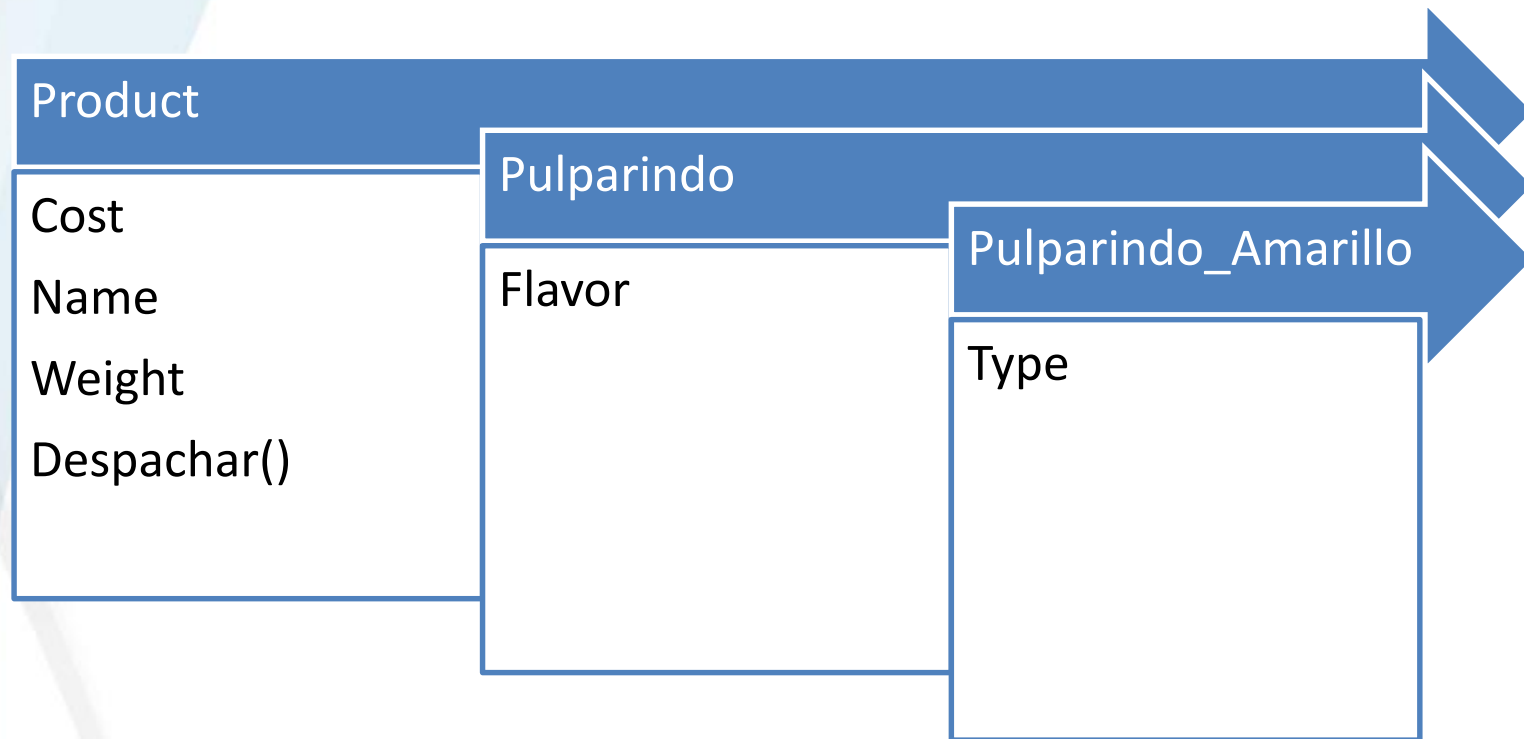 Product
Cost
Name
Weight
Despachar()
Pulparindo
Flavor
Pulparindo_Amarillo
Type